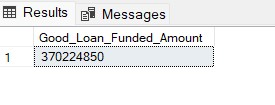 Results Messages
Good_Loan_Funded_Amount
1 370224850